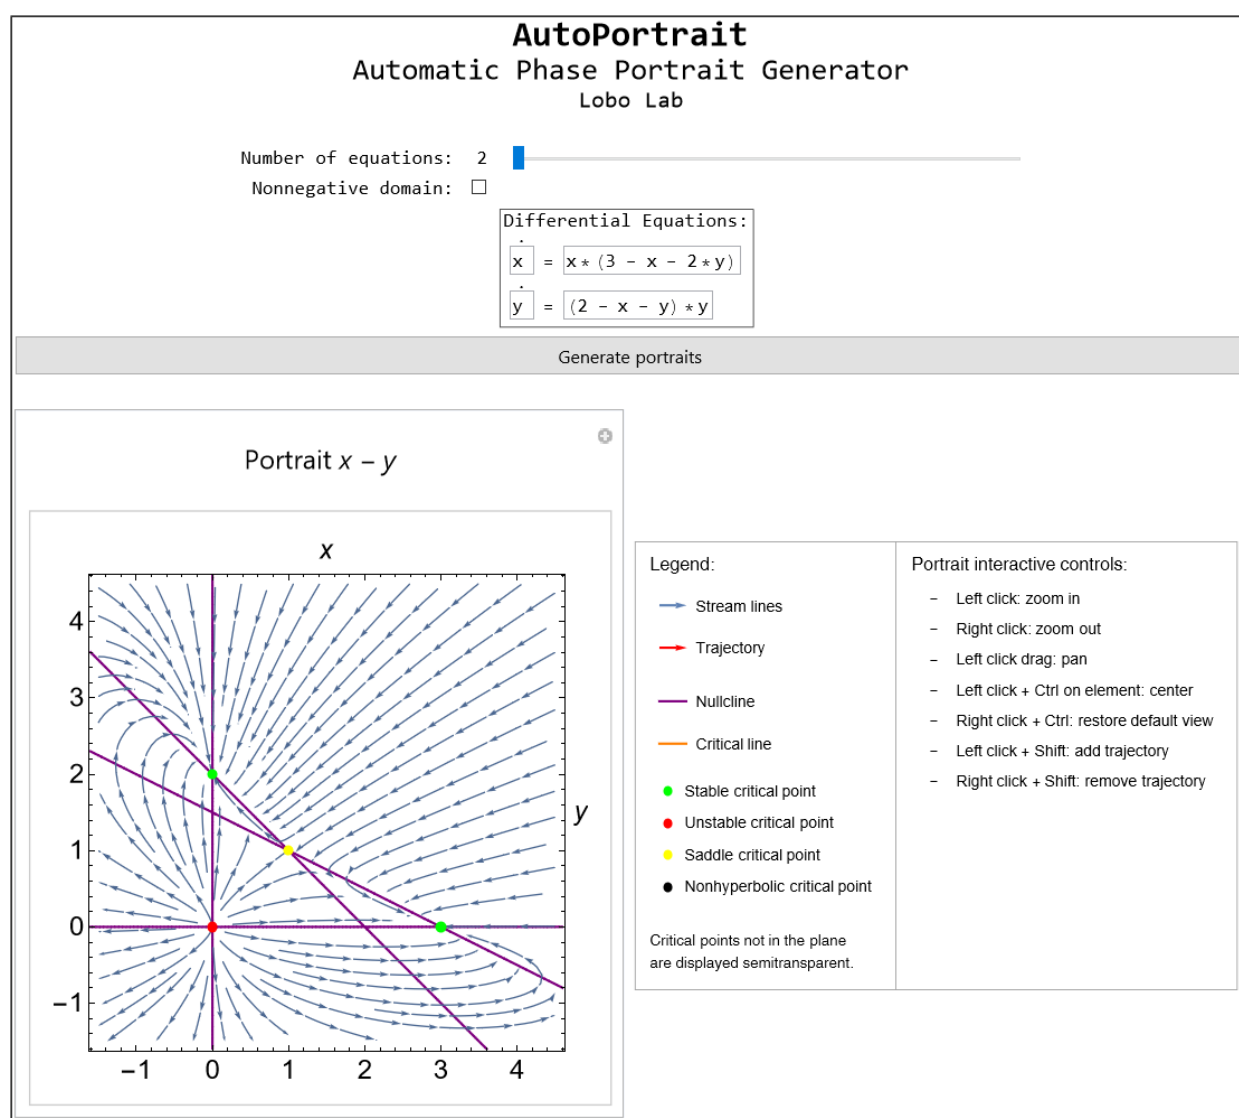 AutoPortrait
Automatic Phase Portrait Generator
Lobo Lab
Number of equations: 2
Nonnegative domain:
Differential Equations:
ẋ = x * (3 - x - 2 * y)
ẏ = (2 - x - y) * y
Generate portraits
Portrait x – y
x
4
3
2
1
0
−1
y
−1 0 1 2 3 4
Legend:
Stream lines
Trajectory
Nullcline
Critical line
Stable critical point
Unstable critical point
Saddle critical point
Nonhyperbolic critical point
Critical points not in the plane
are displayed semitransparent.
Portrait interactive controls:
– Left click: zoom in
– Right click: zoom out
– Left click drag: pan
– Left click + Ctrl on element: center
– Right click + Ctrl: restore default view
– Left click + Shift: add trajectory
– Right click + Shift: remove trajectory